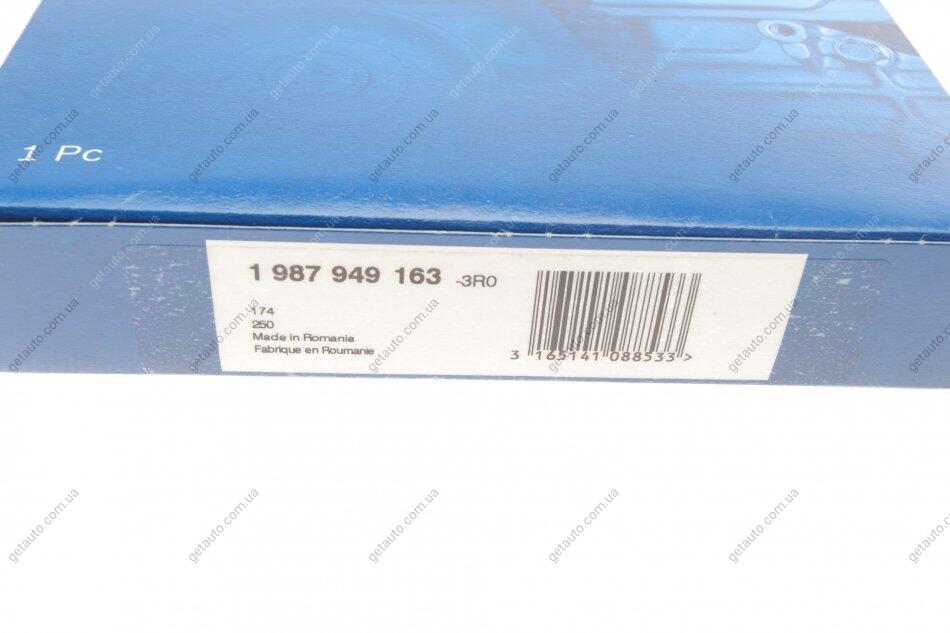 1 Pc
1 987 949 163 -3R0
174
250
Made in Romania
Fabrique en Roumanie
3 165141 088533 >
getauto.com.ua